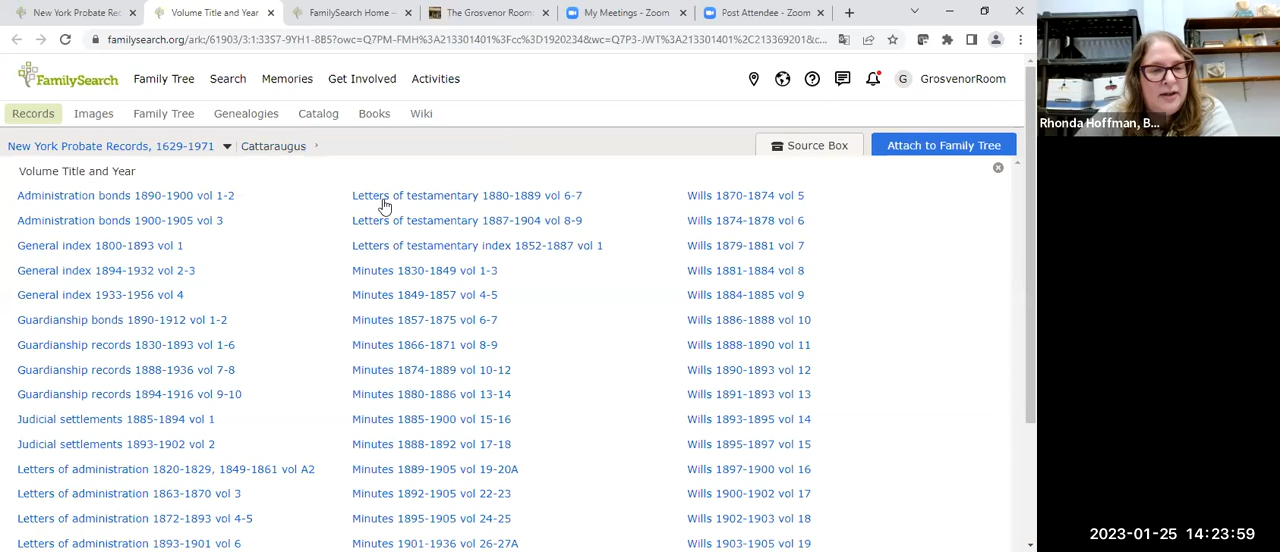 New York Probate Rec
Volume Title and Year
FamilySearch Home —
The Grosvenor Room:
My Meetings - Zoom
Post Attendee - Zoom
familysearch.org/ark:/61903/3:1:33S7-9YH1-885?owc=Q7PM-PTL%3A213301401%3Fcc%3D1920234&wc=Q7P3-JAT%3A213301401%2C213369201&c...
FamilySearch
Family Tree
Search
Memories
Get Involved
Activities
G
GrosvenorRoom
Records
Images
Family Tree
Genealogies
Catalog
Books
Wiki
New York Probate Records, 1629-1971
Cattaraugus
Source Box
Attach to Family Tree
Volume Title and Year
Administration bonds 1890-1900 vol 1-2
Administration bonds 1900-1905 vol 3
General index 1800-1893 vol 1
General index 1894-1932 vol 2-3
General index 1933-1956 vol 4
Guardianship bonds 1890-1912 vol 1-2
Guardianship records 1830-1893 vol 1-6
Guardianship records 1888-1936 vol 7-8
Guardianship records 1894-1916 vol 9-10
Judicial settlements 1885-1894 vol 1
Judicial settlements 1893-1902 vol 2
Letters of administration 1820-1829, 1849-1861 vol A2
Letters of administration 1863-1870 vol 3
Letters of administration 1872-1893 vol 4-5
Letters of administration 1893-1901 vol 6
Letters of testamentary 1880-1889 vol 6-7
Letters of testamentary 1887-1904 vol 8-9
Letters of testamentary index 1852-1887 vol 1
Minutes 1830-1849 vol 1-3
Minutes 1849-1857 vol 4-5
Minutes 1857-1875 vol 6-7
Minutes 1866-1871 vol 8-9
Minutes 1874-1889 vol 10-12
Minutes 1880-1886 vol 13-14
Minutes 1885-1900 vol 15-16
Minutes 1888-1892 vol 17-18
Minutes 1889-1905 vol 19-20A
Minutes 1892-1905 vol 22-23
Minutes 1895-1905 vol 24-25
Minutes 1901-1936 vol 26-27A
Wills 1870-1874 vol 5
Wills 1874-1878 vol 6
Wills 1879-1881 vol 7
Wills 1881-1884 vol 8
Wills 1884-1885 vol 9
Wills 1886-1888 vol 10
Wills 1888-1890 vol 11
Wills 1890-1893 vol 12
Wills 1891-1893 vol 13
Wills 1893-1895 vol 14
Wills 1895-1897 vol 15
Wills 1897-1900 vol 16
Wills 1900-1902 vol 17
Wills 1902-1903 vol 18
Wills 1903-1905 vol 19
Rhonda Hoffman, B...
2023-01-25 14:23:59